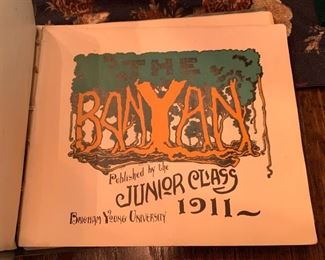 THE
BANYAN
Published by the
JUNIOR CLASS
BRIGHAM YOUNG UNIVERSITY
1911